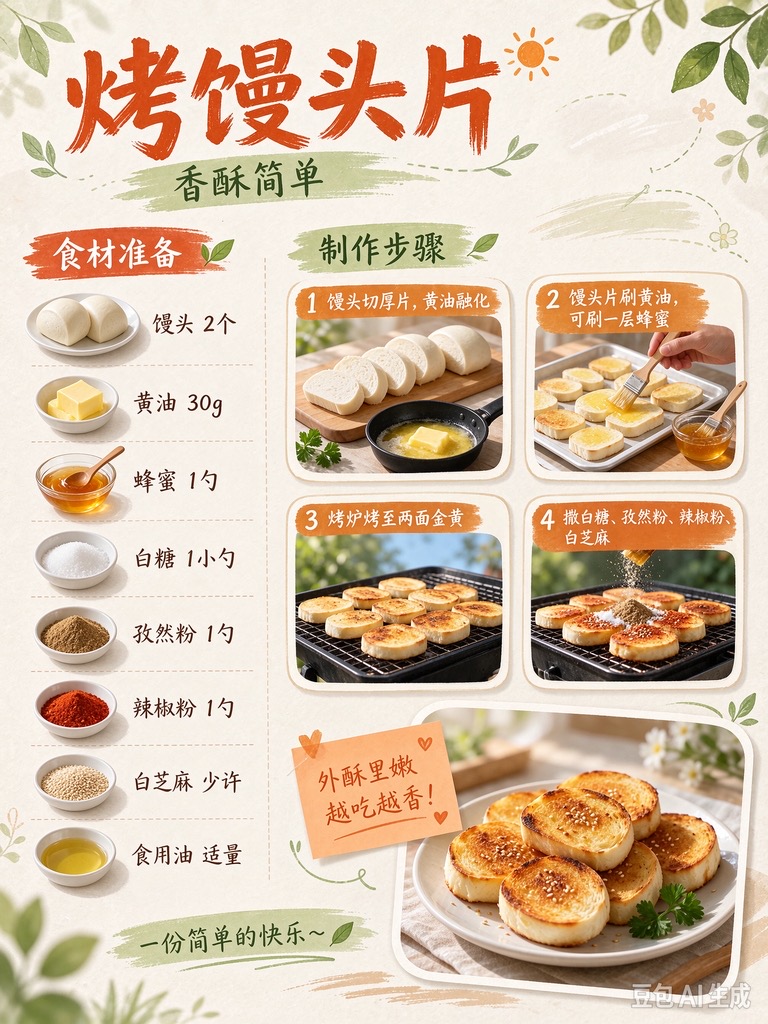 烤馒头片
香酥简单
食材准备
馒头 2个
黄油 30g
蜂蜜 1勺
白糖 1小勺
孜然粉 1勺
辣椒粉 1勺
白芝麻 少许
食用油 适量
制作步骤
1 馒头切厚片，黄油融化
2 馒头片刷黄油，
可刷一层蜂蜜
3 烤炉烤至两面金黄
4 撒白糖、孜然粉、辣椒粉、
白芝麻
外酥里嫩
越吃越香！
一份简单的快乐~
豆包 AI 生成